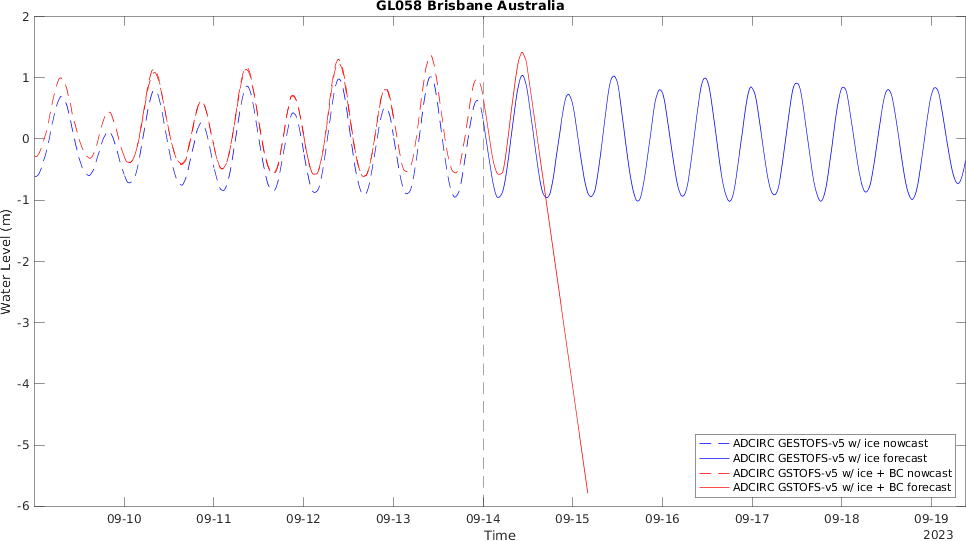 GL058 Brisbane Australia
2
1
0
-1
-2
-3
-4
-5
-6
Water Level (m)
ADCIRC GESTOFS-v5 w/ ice nowcast
ADCIRC GESTOFS-v5 w/ ice forecast
ADCIRC GSTOFS-v5 w/ ice + BC nowcast
ADCIRC GSTOFS-v5 w/ ice + BC forecast
09-10 09-11 09-12 09-13 09-14 09-15 09-16 09-17 09-18 09-19
Time
2023